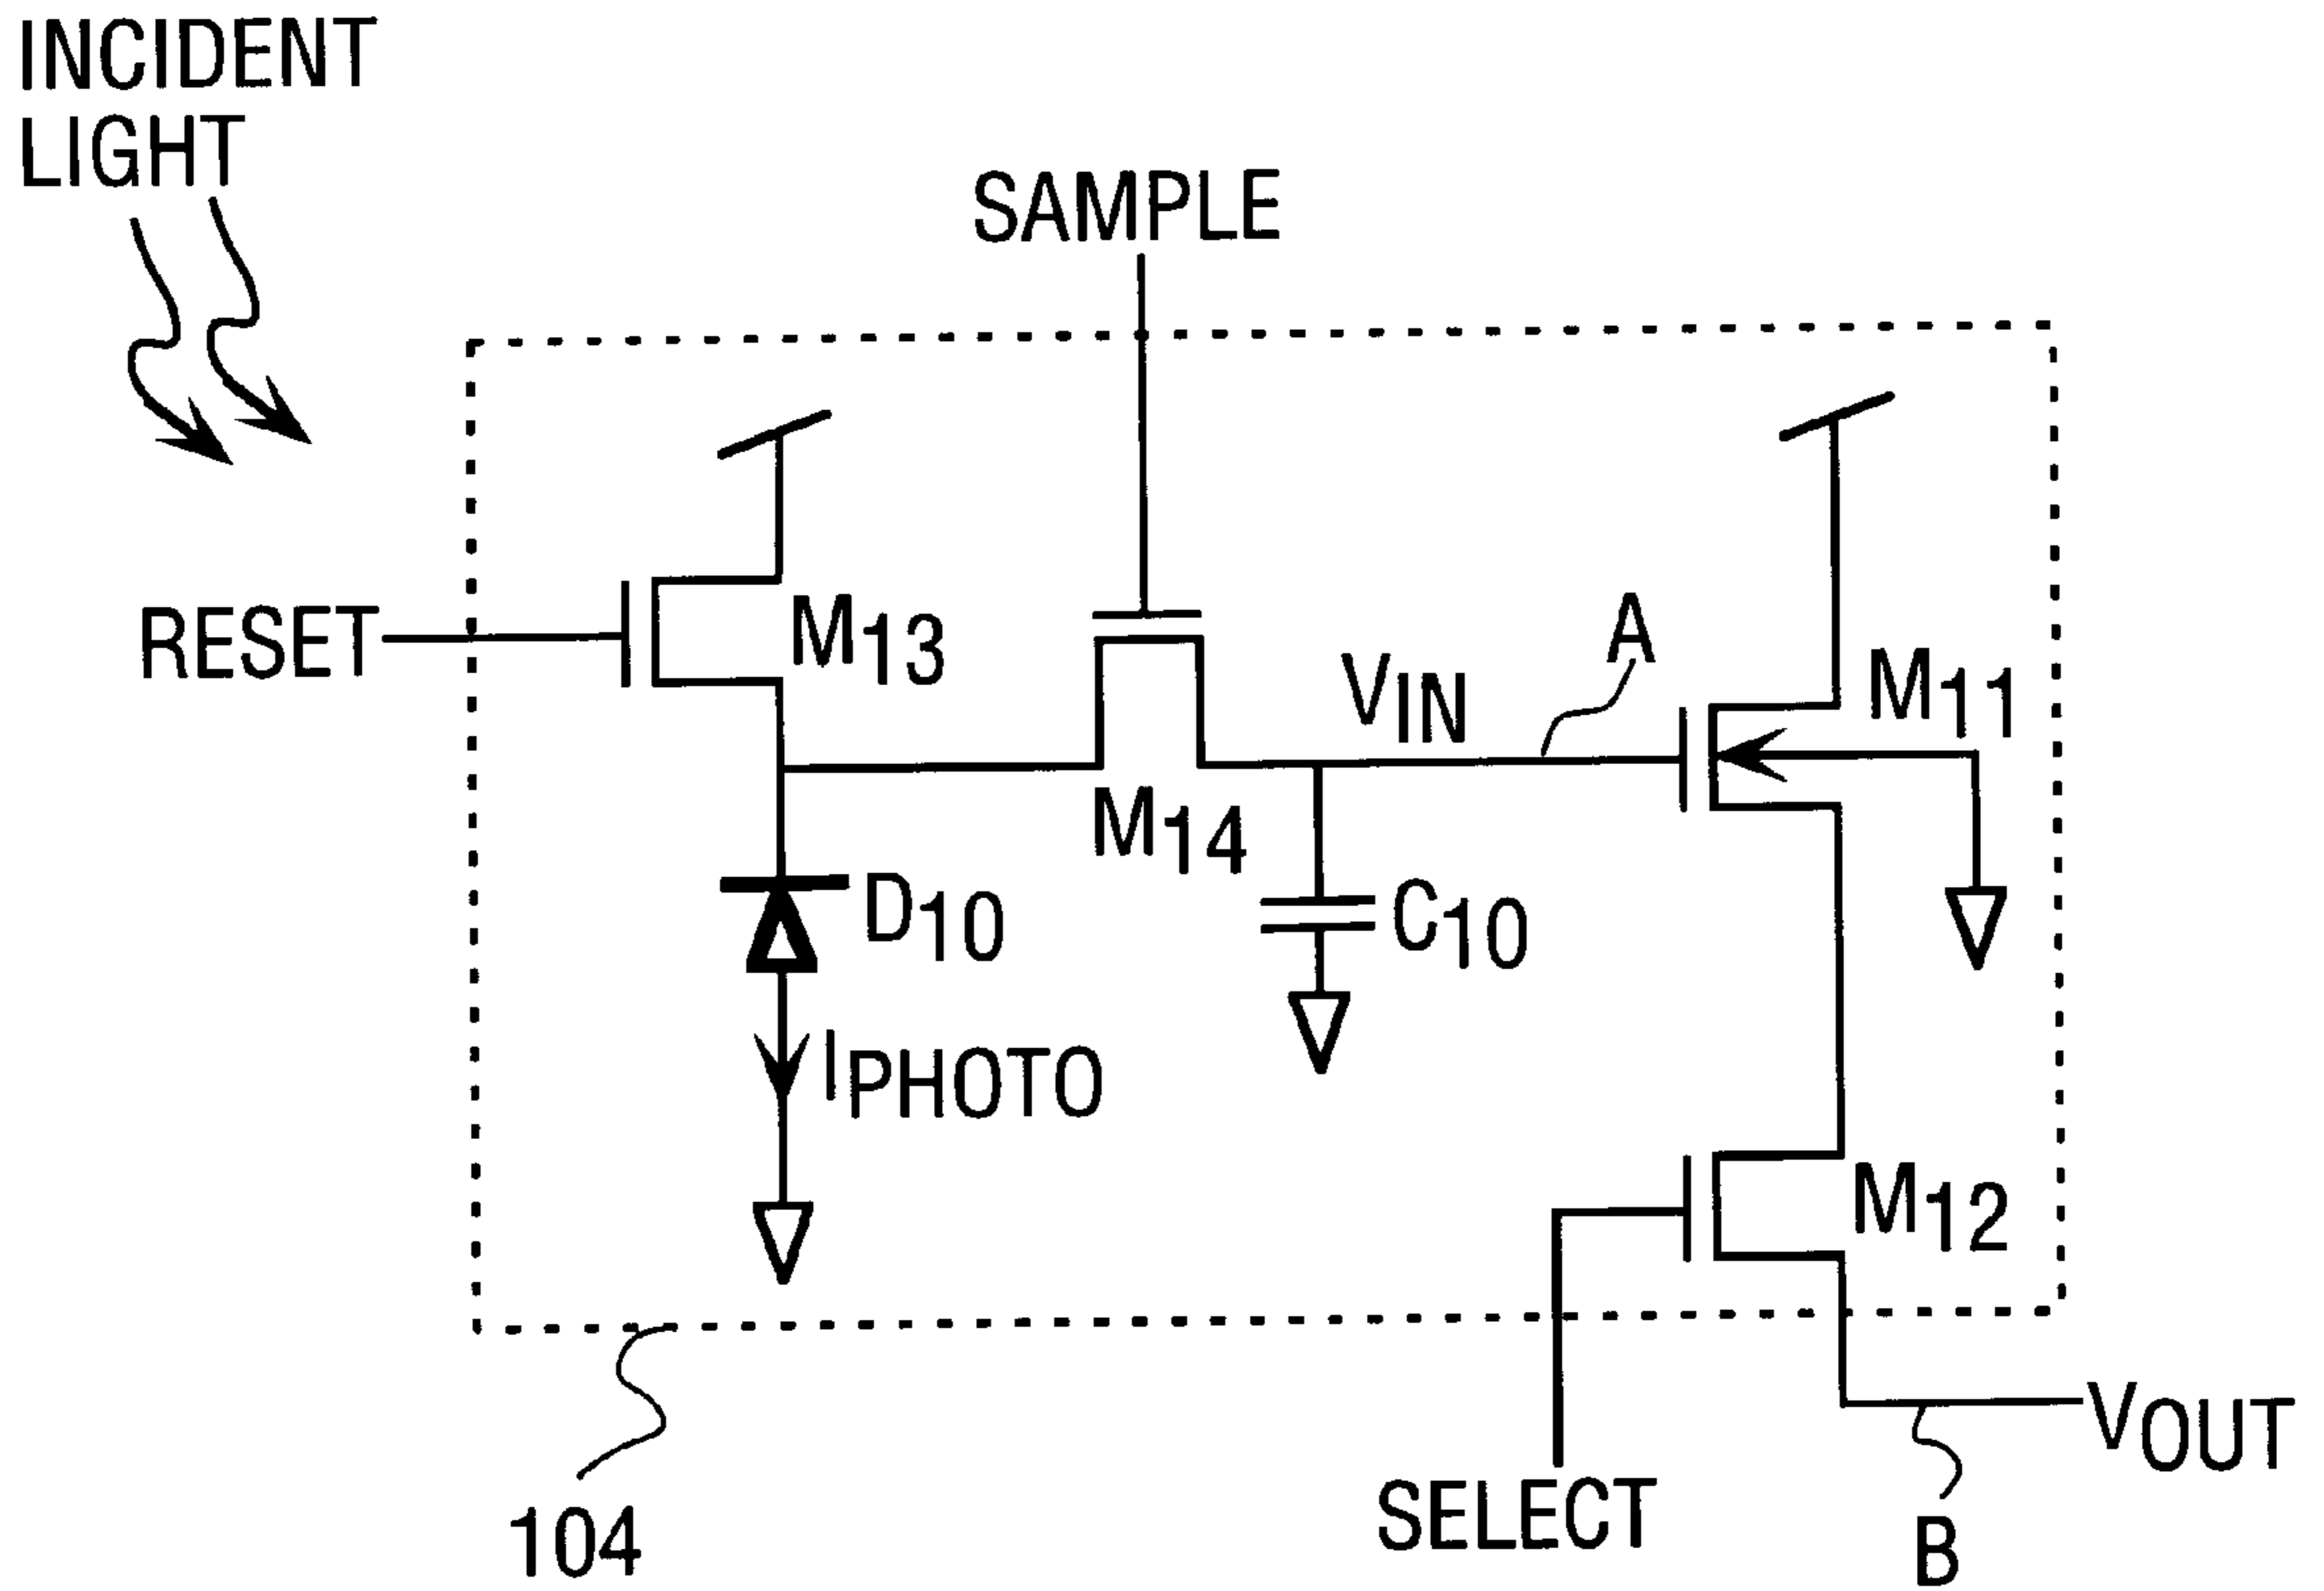 INCIDENT
LIGHT
SAMPLE
RESET
M13
A
VIN
M11
M14
D10
C10
IPHOTO
M12
VOUT
SELECT
104
B